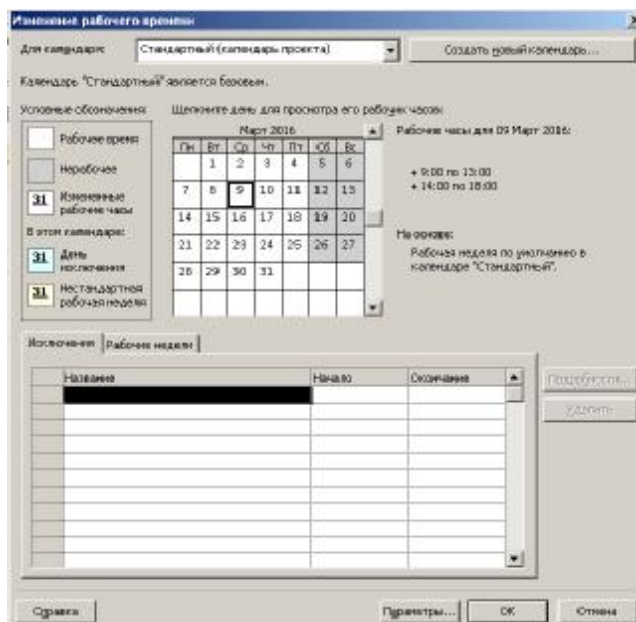 Изменение рабочего времени
Для календаря: Стандартный (календарь проекта) Создать новый календарь...
Календарь "Стандартный" является базовым.
Условные обозначения: Щелкните день для просмотра его рабочих часов:
Рабочее время
Нерабочее
31 Измененные рабочие часы
В этом календаре:
31 День исключения
31 Нестандартная рабочая неделя
Март 2016
Пн Вт Ср Чт Пт Сб Вс
1 2 3 4 5 6
7 8 9 10 11 12 13
14 15 16 17 18 19 20
21 22 23 24 25 26 27
28 29 30 31
Рабочие часы для 09 Март 2016:
• 9:00 по 13:00
• 14:00 по 18:00
На основе:
Рабочая неделя по умолчанию в
календаре "Стандартный".
Исключения Рабочие недели
Название Начало Окончание
Подробности...
Удалить
Справка Параметры... ОК Отмена